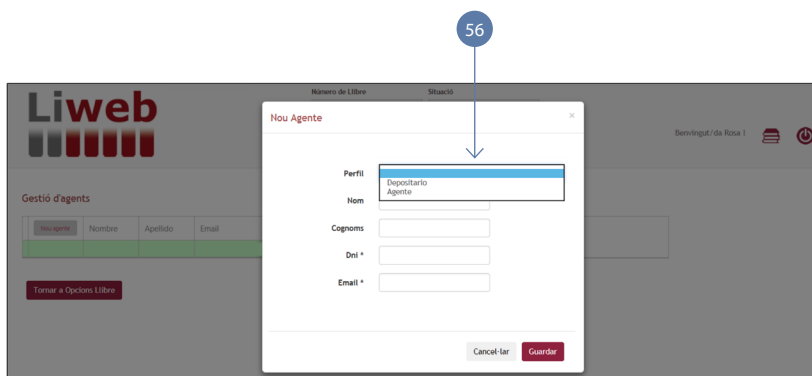 56
Liweb
Número de Llibre
Situació
Benvingut/da Rosa !
Nou Agente
×
Perfil
Depositario
Agente
Nom
Cognoms
Dni *
Email *
Cancel·lar
Guardar
Gestió d'agents
Nou agente
Nombre
Apellido
Email
Tornar a Opcions Llibre